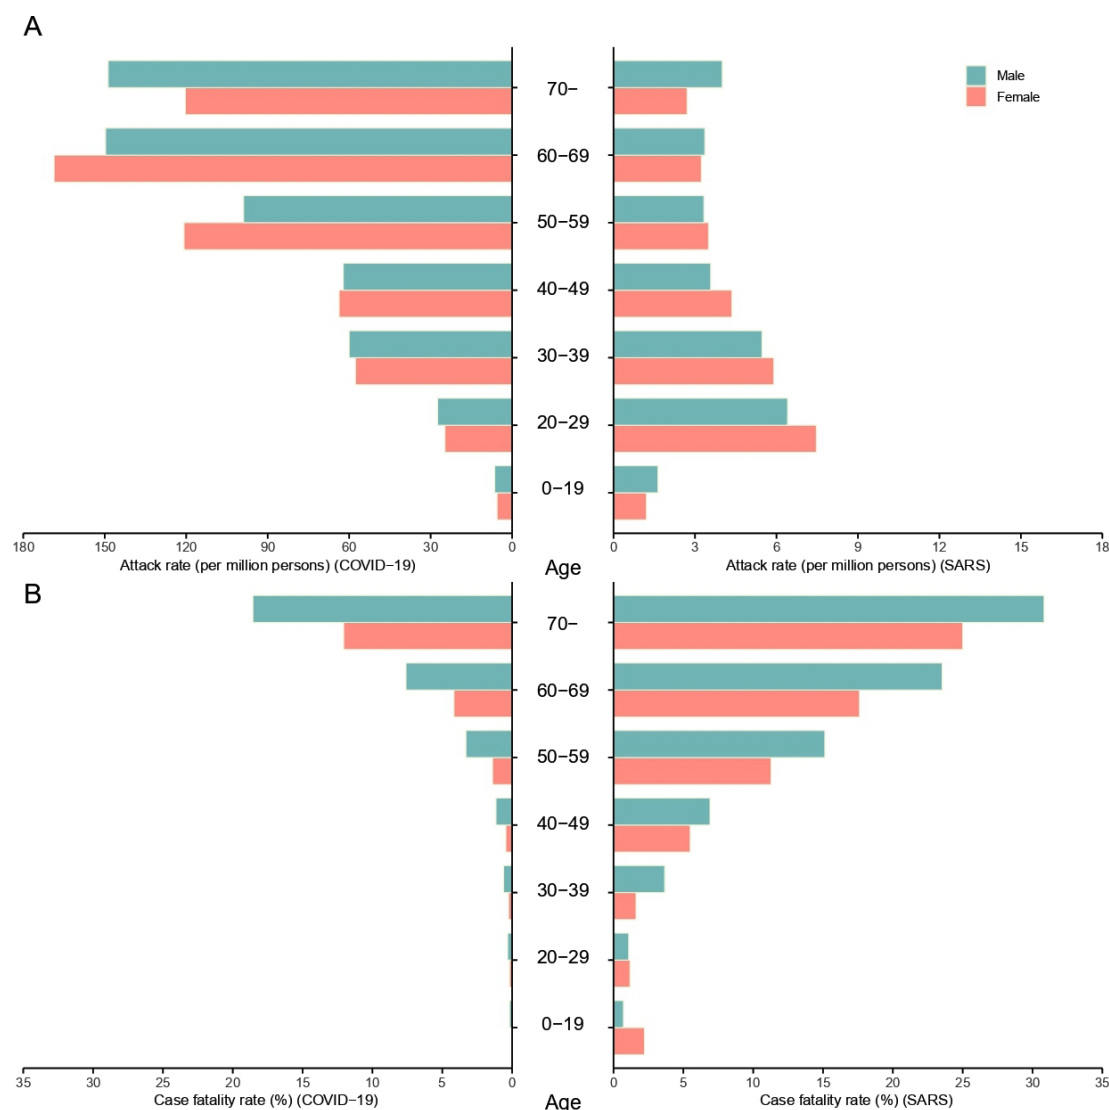 A
Male
Female
70−
60−69
50−59
40−49
30−39
20−29
0−19
180 150 120 90 60 30 0
0 3 6 9 12 15 18
Attack rate (per million persons) (COVID−19)
Age
Attack rate (per million persons) (SARS)
B
70−
60−69
50−59
40−49
30−39
20−29
0−19
35 30 25 20 15 10 5 0
0 5 10 15 20 25 30 35
Case fatality rate (%) (COVID−19)
Age
Case fatality rate (%) (SARS)